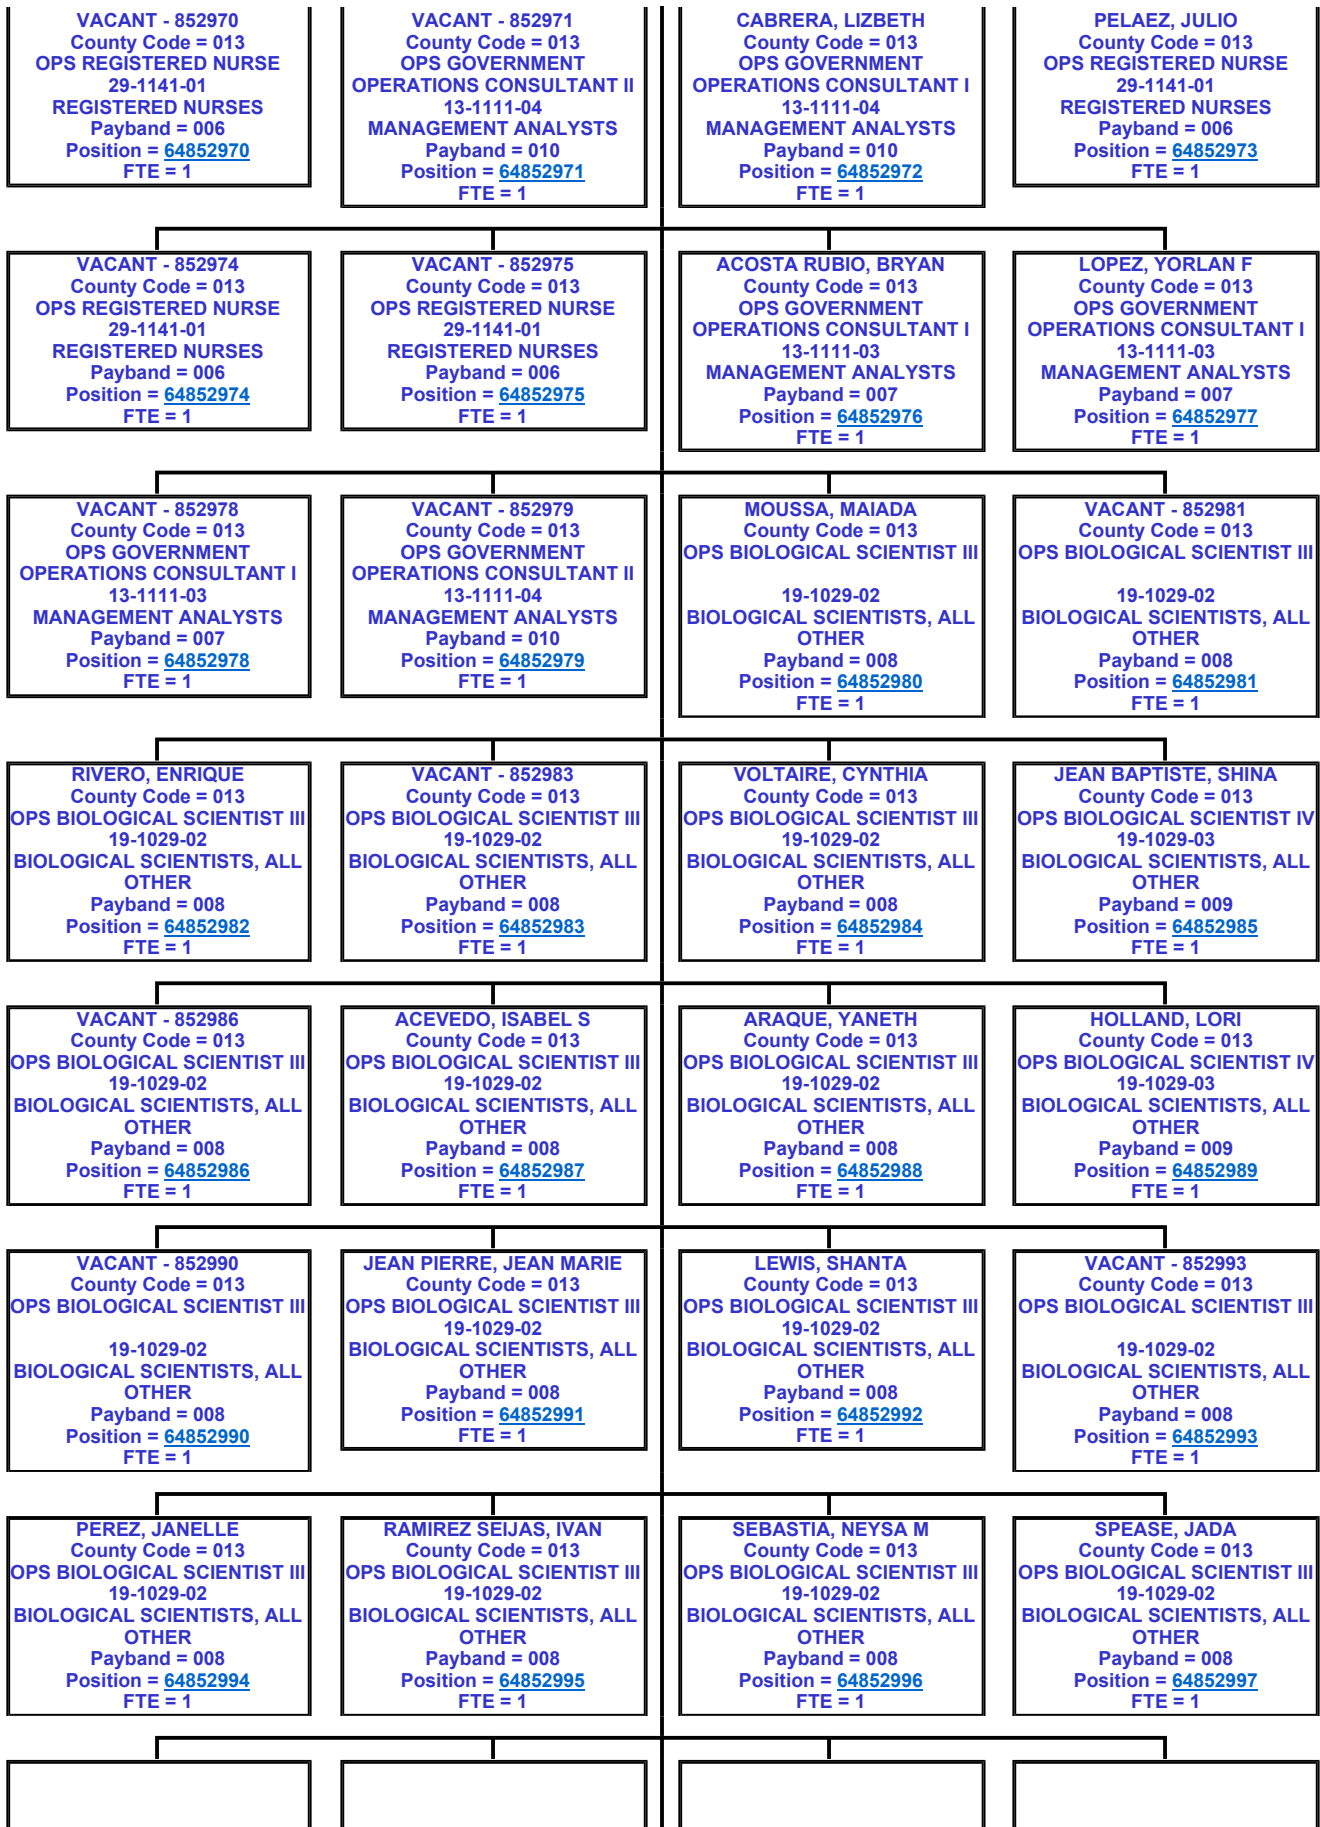 VACANT - 852970
County Code = 013
OPS REGISTERED NURSE
29-1141-01
REGISTERED NURSES
Payband = 006
Position = 64852970
FTE = 1
VACANT - 852971
County Code = 013
OPS GOVERNMENT
OPERATIONS CONSULTANT II
13-1111-04
MANAGEMENT ANALYSTS
Payband = 010
Position = 64852971
FTE = 1
CABRERA, LIZBETH
County Code = 013
OPS GOVERNMENT
OPERATIONS CONSULTANT I
13-1111-04
MANAGEMENT ANALYSTS
Payband = 010
Position = 64852972
FTE = 1
PELAEZ, JULIO
County Code = 013
OPS REGISTERED NURSE
29-1141-01
REGISTERED NURSES
Payband = 006
Position = 64852973
FTE = 1
VACANT - 852974
County Code = 013
OPS REGISTERED NURSE
29-1141-01
REGISTERED NURSES
Payband = 006
Position = 64852974
FTE = 1
VACANT - 852975
County Code = 013
OPS REGISTERED NURSE
29-1141-01
REGISTERED NURSES
Payband = 006
Position = 64852975
FTE = 1
ACOSTA RUBIO, BRYAN
County Code = 013
OPS GOVERNMENT
OPERATIONS CONSULTANT I
13-1111-03
MANAGEMENT ANALYSTS
Payband = 007
Position = 64852976
FTE = 1
LOPEZ, YORLAN F
County Code = 013
OPS GOVERNMENT
OPERATIONS CONSULTANT I
13-1111-03
MANAGEMENT ANALYSTS
Payband = 007
Position = 64852977
FTE = 1
VACANT - 852978
County Code = 013
OPS GOVERNMENT
OPERATIONS CONSULTANT I
13-1111-03
MANAGEMENT ANALYSTS
Payband = 007
Position = 64852978
FTE = 1
VACANT - 852979
County Code = 013
OPS GOVERNMENT
OPERATIONS CONSULTANT II
13-1111-04
MANAGEMENT ANALYSTS
Payband = 010
Position = 64852979
FTE = 1
MOUSSA, MAIADA
County Code = 013
OPS BIOLOGICAL SCIENTIST III
19-1029-02
BIOLOGICAL SCIENTISTS, ALL
OTHER
Payband = 008
Position = 64852980
FTE = 1
VACANT - 852981
County Code = 013
OPS BIOLOGICAL SCIENTIST III
19-1029-02
BIOLOGICAL SCIENTISTS, ALL
OTHER
Payband = 008
Position = 64852981
FTE = 1
RIVERO, ENRIQUE
County Code = 013
OPS BIOLOGICAL SCIENTIST III
19-1029-02
BIOLOGICAL SCIENTISTS, ALL
OTHER
Payband = 008
Position = 64852982
FTE = 1
VACANT - 852983
County Code = 013
OPS BIOLOGICAL SCIENTIST III
19-1029-02
BIOLOGICAL SCIENTISTS, ALL
OTHER
Payband = 008
Position = 64852983
FTE = 1
VOLTAIRE, CYNTHIA
County Code = 013
OPS BIOLOGICAL SCIENTIST III
19-1029-02
BIOLOGICAL SCIENTISTS, ALL
OTHER
Payband = 008
Position = 64852984
FTE = 1
JEAN BAPTISTE, SHINA
County Code = 013
OPS BIOLOGICAL SCIENTIST IV
19-1029-03
BIOLOGICAL SCIENTISTS, ALL
OTHER
Payband = 009
Position = 64852985
FTE = 1
VACANT - 852986
County Code = 013
OPS BIOLOGICAL SCIENTIST III
19-1029-02
BIOLOGICAL SCIENTISTS, ALL
OTHER
Payband = 008
Position = 64852986
FTE = 1
ACEVEDO, ISABEL S
County Code = 013
OPS BIOLOGICAL SCIENTIST III
19-1029-02
BIOLOGICAL SCIENTISTS, ALL
OTHER
Payband = 008
Position = 64852987
FTE = 1
ARAQUE, YANETH
County Code = 013
OPS BIOLOGICAL SCIENTIST III
19-1029-02
BIOLOGICAL SCIENTISTS, ALL
OTHER
Payband = 008
Position = 64852988
FTE = 1
HOLLAND, LORI
County Code = 013
OPS BIOLOGICAL SCIENTIST IV
19-1029-03
BIOLOGICAL SCIENTISTS, ALL
OTHER
Payband = 009
Position = 64852989
FTE = 1
VACANT - 852990
County Code = 013
OPS BIOLOGICAL SCIENTIST III
19-1029-02
BIOLOGICAL SCIENTISTS, ALL
OTHER
Payband = 008
Position = 64852990
FTE = 1
JEAN PIERRE, JEAN MARIE
County Code = 013
OPS BIOLOGICAL SCIENTIST III
19-1029-02
BIOLOGICAL SCIENTISTS, ALL
OTHER
Payband = 008
Position = 64852991
FTE = 1
LEWIS, SHANTA
County Code = 013
OPS BIOLOGICAL SCIENTIST III
19-1029-02
BIOLOGICAL SCIENTISTS, ALL
OTHER
Payband = 008
Position = 64852992
FTE = 1
VACANT - 852993
County Code = 013
OPS BIOLOGICAL SCIENTIST III
19-1029-02
BIOLOGICAL SCIENTISTS, ALL
OTHER
Payband = 008
Position = 64852993
FTE = 1
PEREZ, JANELLE
County Code = 013
OPS BIOLOGICAL SCIENTIST III
19-1029-02
BIOLOGICAL SCIENTISTS, ALL
OTHER
Payband = 008
Position = 64852994
FTE = 1
RAMIREZ SEIJAS, IVAN
County Code = 013
OPS BIOLOGICAL SCIENTIST III
19-1029-02
BIOLOGICAL SCIENTISTS, ALL
OTHER
Payband = 008
Position = 64852995
FTE = 1
SEBASTIA, NEYSA M
County Code = 013
OPS BIOLOGICAL SCIENTIST III
19-1029-02
BIOLOGICAL SCIENTISTS, ALL
OTHER
Payband = 008
Position = 64852996
FTE = 1
SPEASE, JADA
County Code = 013
OPS BIOLOGICAL SCIENTIST III
19-1029-02
BIOLOGICAL SCIENTISTS, ALL
OTHER
Payband = 008
Position = 64852997
FTE = 1